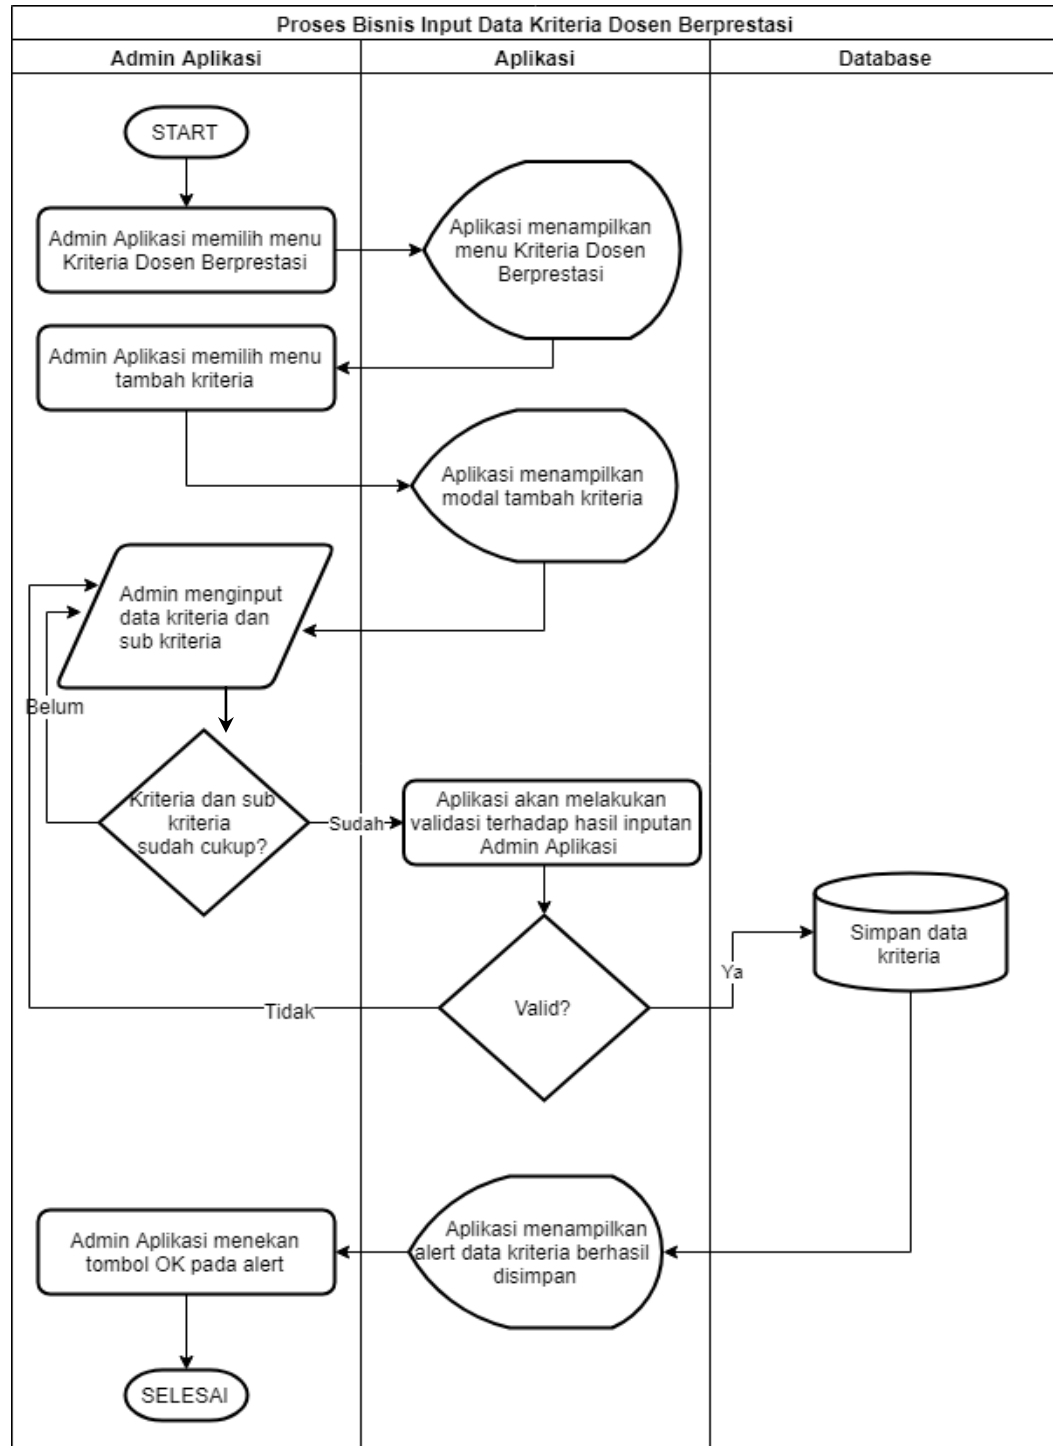 Proses Bisnis Input Data Kriteria Dosen Berprestasi
Admin Aplikasi
Aplikasi
Database
START
Admin Aplikasi memilih menu
Kriteria Dosen Berprestasi
Aplikasi menampilkan
menu Kriteria Dosen
Berprestasi
Admin Aplikasi memilih menu
tambah kriteria
Aplikasi menampilkan
modal tambah kriteria
Admin menginput
data kriteria dan
sub kriteria
Belum
Kriteria dan sub
kriteria
sudah cukup?
Sudah
Aplikasi akan melakukan
validasi terhadap hasil inputan
Admin Aplikasi
Valid?
Tidak
Ya
Simpan data
kriteria
Aplikasi menampilkan
alert data kriteria berhasil
disimpan
Admin Aplikasi menekan
tombol OK pada alert
SELESAI